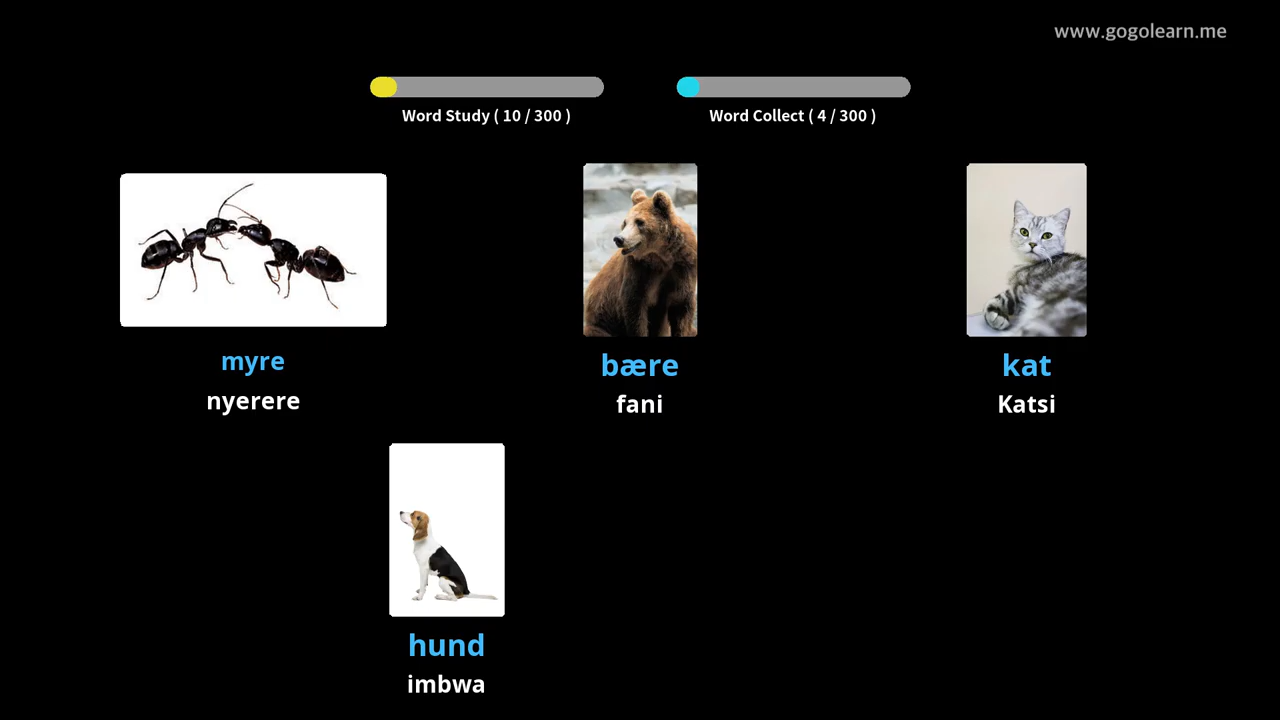 www.gogolearn.me
Word Study ( 10 / 300 )
Word Collect ( 4 / 300 )
myre
nyerere
bære
fani
kat
Katsi
hund
imbwa